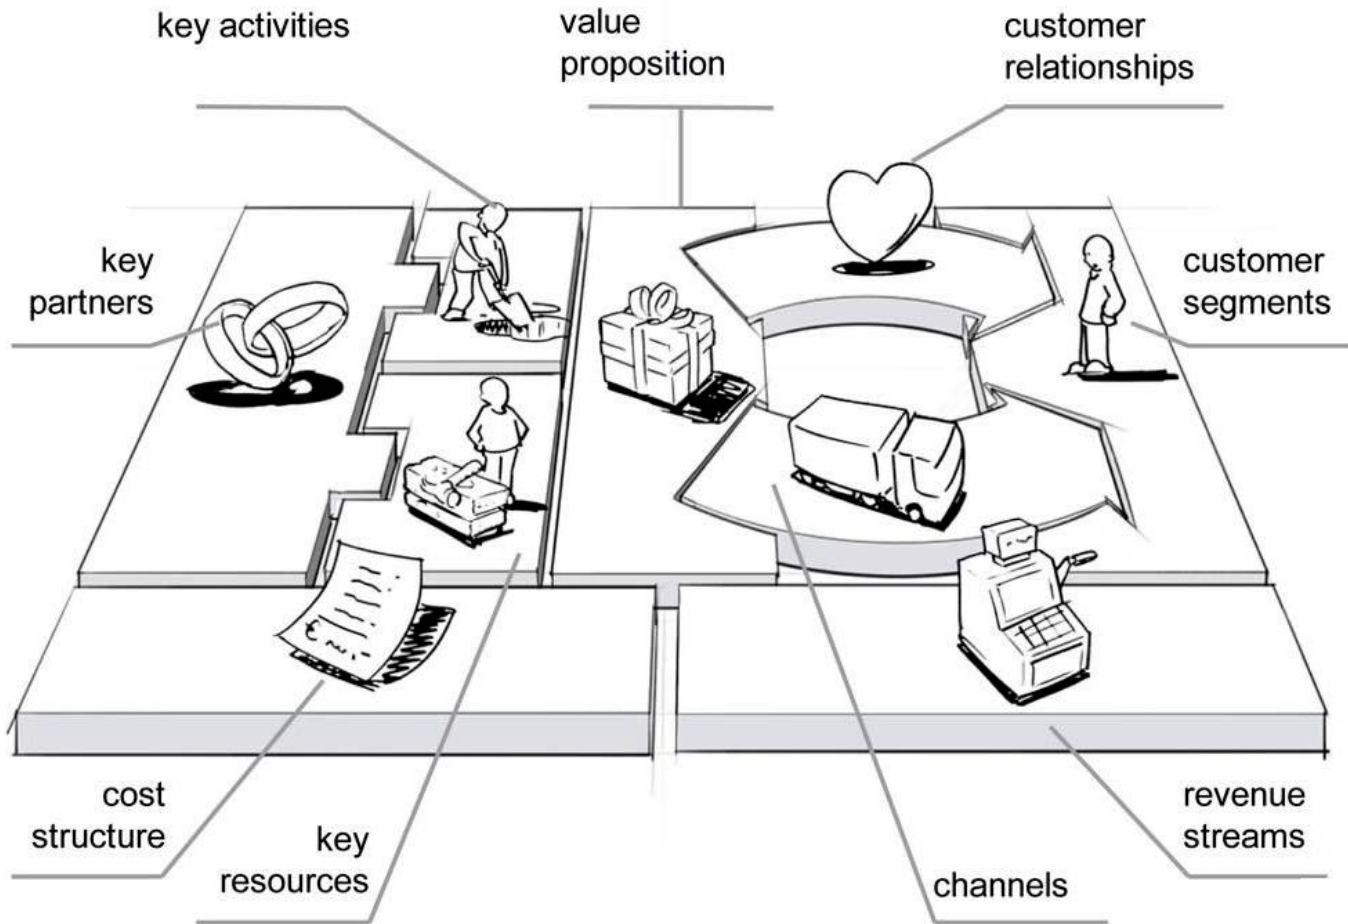 key activities
value
proposition
customer
relationships
key
partners
customer
segments
cost
structure
key
resources
channels
revenue
streams